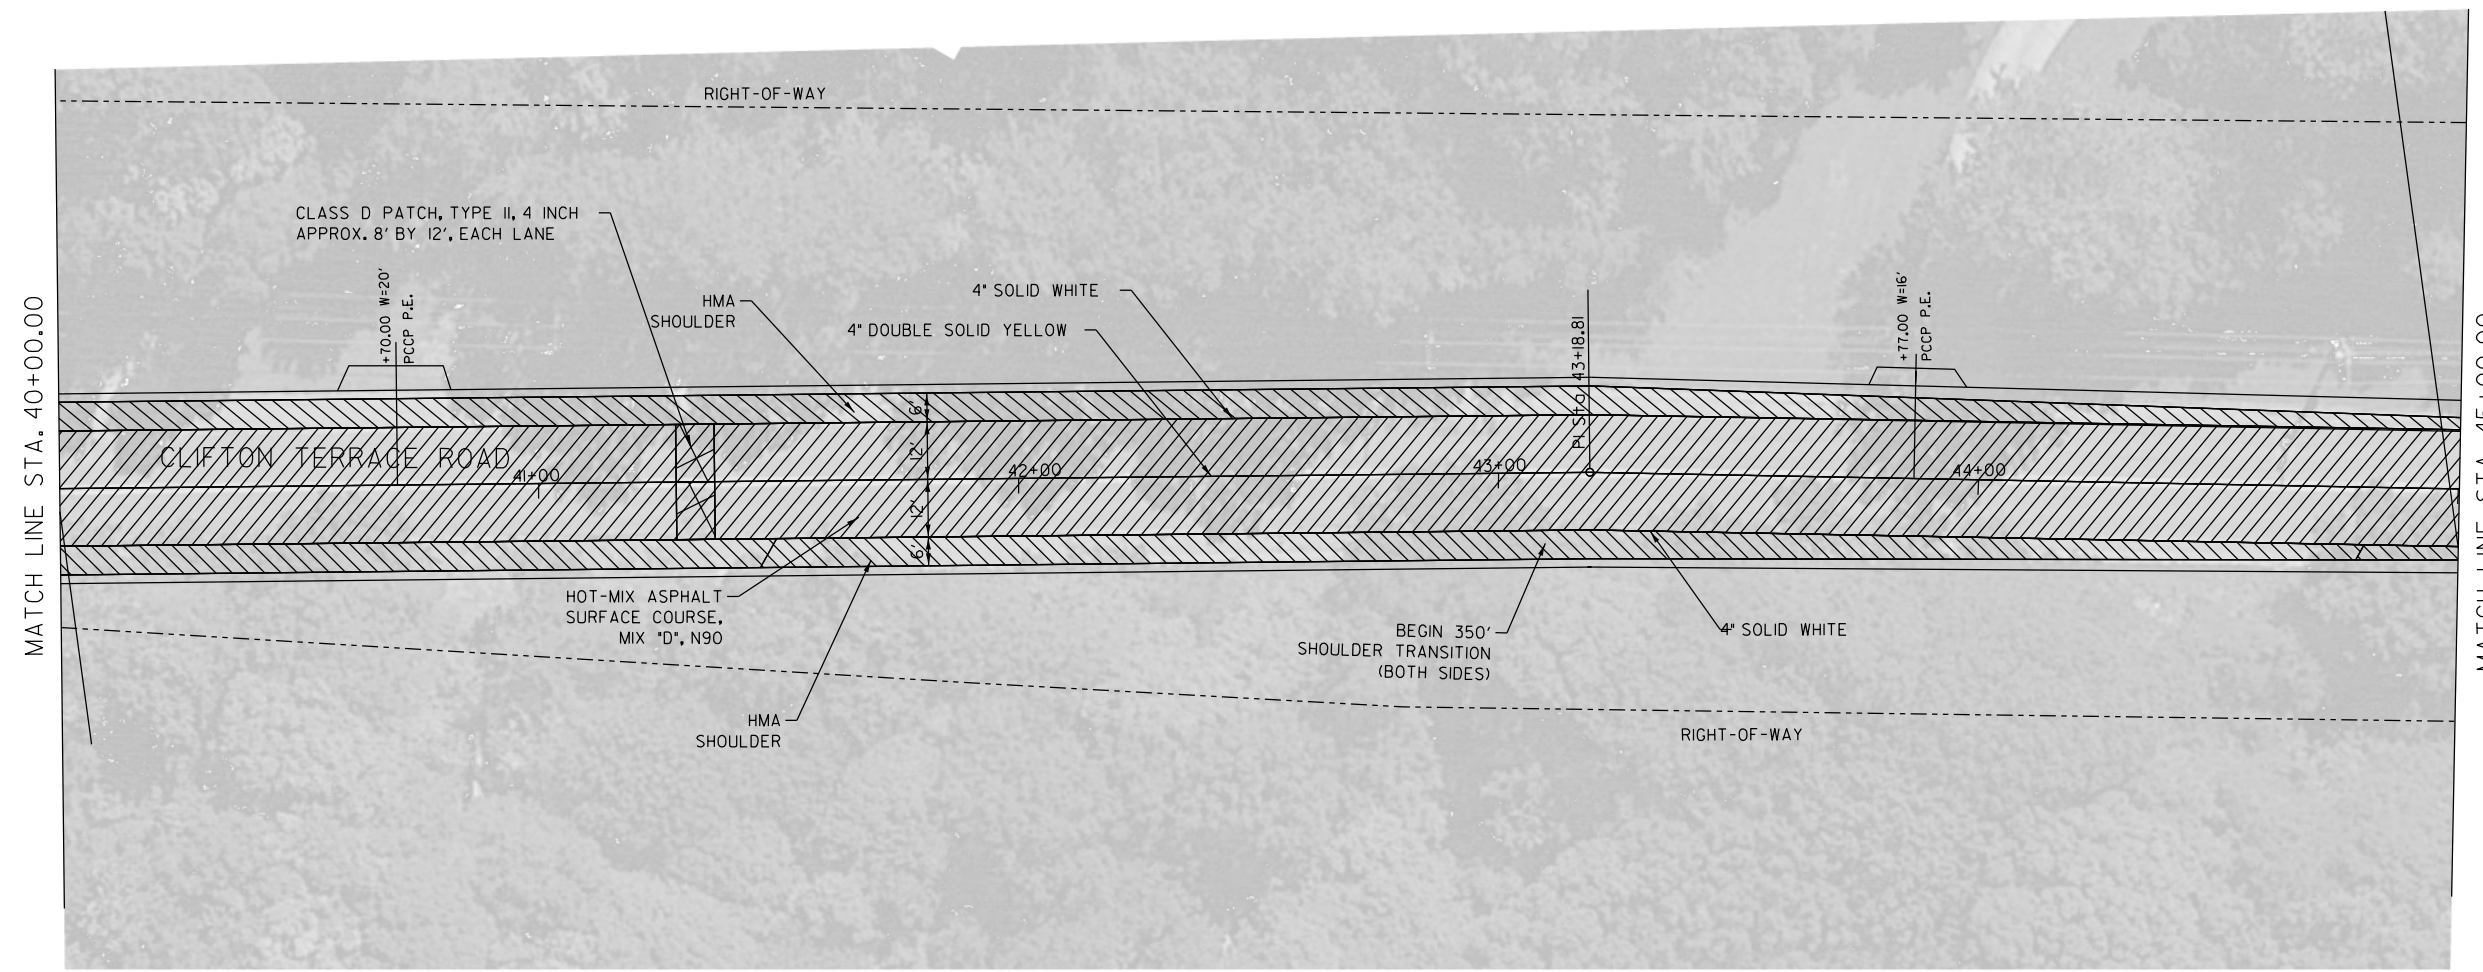 RIGHT-OF-WAY
CLASS D PATCH, TYPE II, 4 INCH
APPROX. 8' BY 12', EACH LANE
+70.00 W=20'
PCCP P.E.
HMA
SHOULDER
4" SOLID WHITE
4" DOUBLE SOLID YELLOW
PI Sta. 43+18.81
+77.00 W=16'
PCCP P.E.
MATCH LINE STA. 40+00.00
CLIFTON TERRACE ROAD
41+00
42+00
43+00
44+00
6'
12'
12'
6'
HOT-MIX ASPHALT
SURFACE COURSE,
MIX "D", N90
HMA
SHOULDER
BEGIN 350'
SHOULDER TRANSITION
(BOTH SIDES)
4" SOLID WHITE
RIGHT-OF-WAY